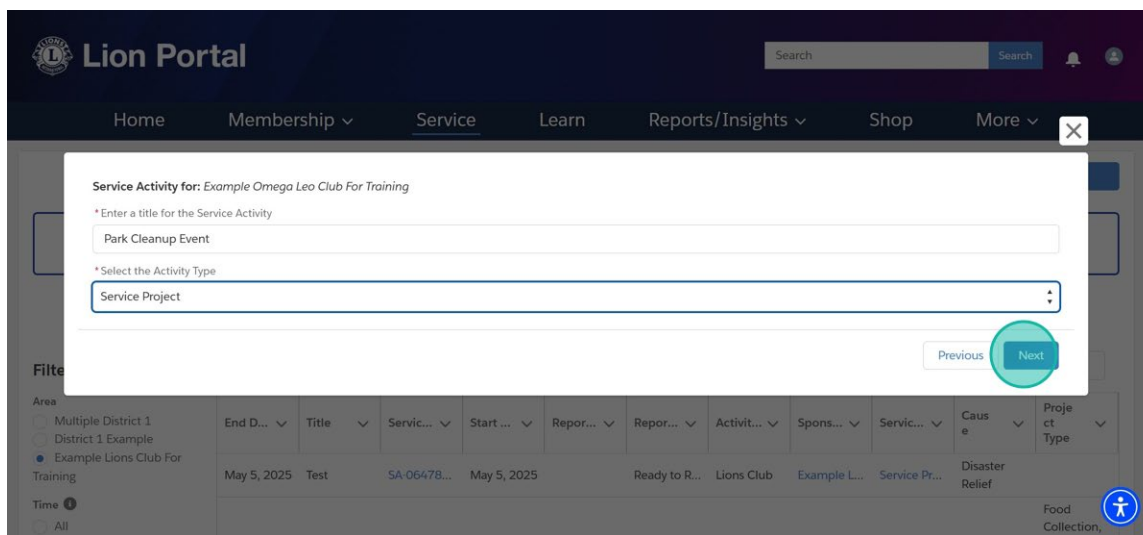 Lion Portal
Search
Search
Home Membership Service Learn Reports/Insights Shop More
Service Activity for: Example Omega Leo Club For Training
* Enter a title for the Service Activity
Park Cleanup Event
* Select the Activity Type
Service Project
Previous Next
Filte
Area
Multiple District 1
District 1 Example
Example Lions Club For
Training
Time
All
End D... Title Servic... Start ... Repor... Repor... Activit... Spons... Servic... Caus
e Proje
ct
Type
May 5, 2025 Test SA-06478... May 5, 2025 Ready to R... Lions Club Example L... Service Pr... Disaster
Relief
Food
Collection,